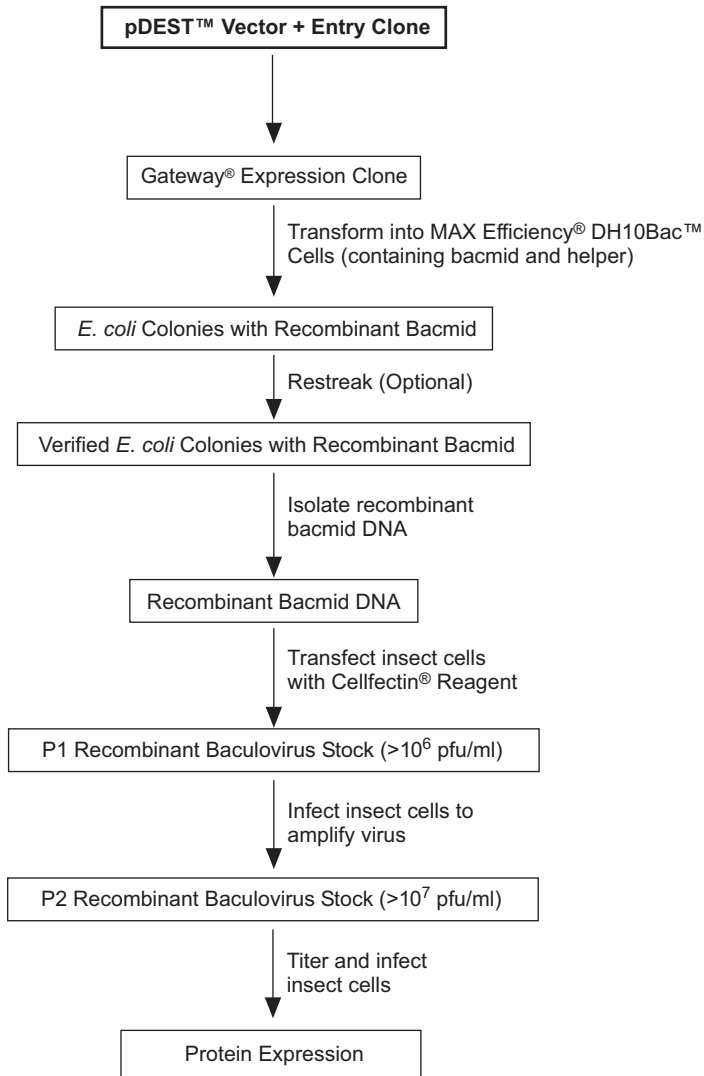 pDEST™ Vector + Entry Clone
Gateway® Expression Clone
Transform into MAX Efficiency® DH10Bac™
Cells (containing bacmid and helper)
E. coli Colonies with Recombinant Bacmid
Restreak (Optional)
Verified E. coli Colonies with Recombinant Bacmid
Isolate recombinant
bacmid DNA
Recombinant Bacmid DNA
Transfect insect cells
with Cellfectin® Reagent
P1 Recombinant Baculovirus Stock (>10⁶ pfu/ml)
Infect insect cells to
amplify virus
P2 Recombinant Baculovirus Stock (>10⁷ pfu/ml)
Titer and infect
insect cells
Protein Expression